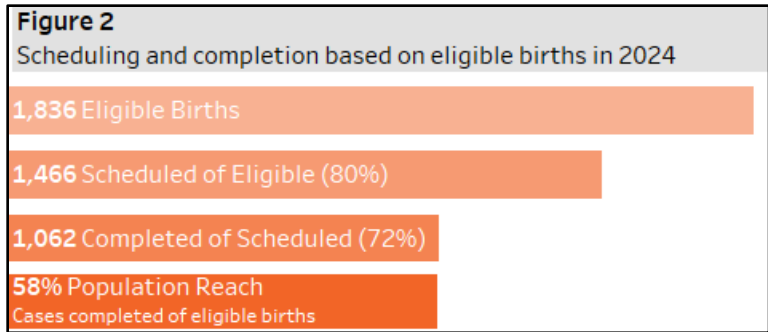 Figure 2
Scheduling and completion based on eligible births in 2024
1,836 Eligible Births
1,466 Scheduled of Eligible (80%)
1,062 Completed of Scheduled (72%)
58% Population Reach
Cases completed of eligible births